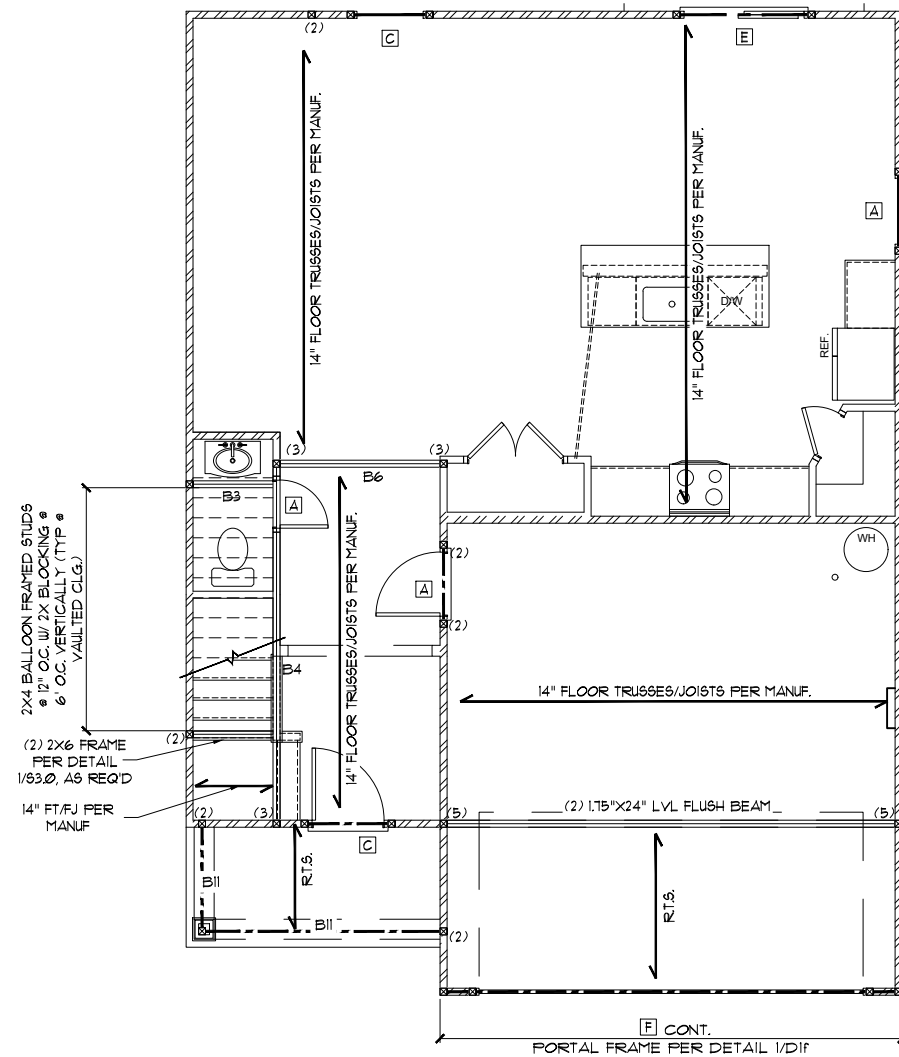 (2)
C
E
14" FLOOR TRUSSES/JOISTS PER MANUF.
14" FLOOR TRUSSES/JOISTS PER MANUF.
A
D/W
REF.
(3)
(3)
B6
B3
A
2X4 BALLOON FRAMED STUDS
@ 12" O.C. W/ 2X BLOCKING @
6' O.C. VERTICALLY (TYP @
VAULTED CLG.)
14" FLOOR TRUSSES/JOISTS PER MANUF.
(2)
WH
A
(2)
B4
14" FLOOR TRUSSES/JOISTS PER MANUF.
(2)
(2) 2X6 FRAME
PER DETAIL
1/S3.0, AS REQ'D
14" FT/FJ PER
MANUF
(2)
(3)
(5)
(2) 1.75"X24" LVL FLUSH BEAM
(5)
C
R.T.S.
R.T.S.
B11
B11
(2)
F CONT.
PORTAL FRAME PER DETAIL 1/D1f